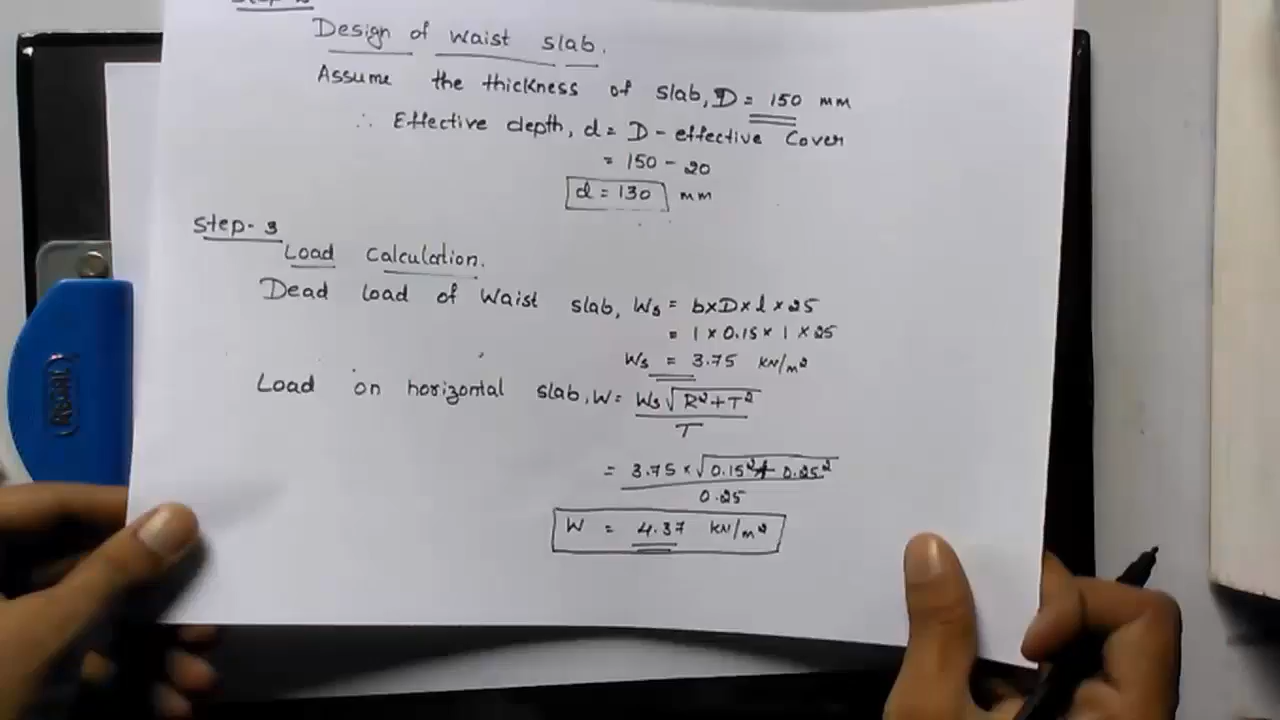 Design of waist slab.
Assume the thickness of slab, D = 150 mm
∴ Effective depth, d = D - effective Cover
= 150 - 20
d = 130 mm
Step-3
Load Calculation.
Dead load of Waist slab, Ws = b×D×l×25
= 1 × 0.15 × 1 × 25
Ws = 3.75 KN/m²
Load on horizontal slab, W = Ws√R²+T²
T
= 3.75 × √0.15² + 0.25²
0.25
W = 4.37 KN/m²